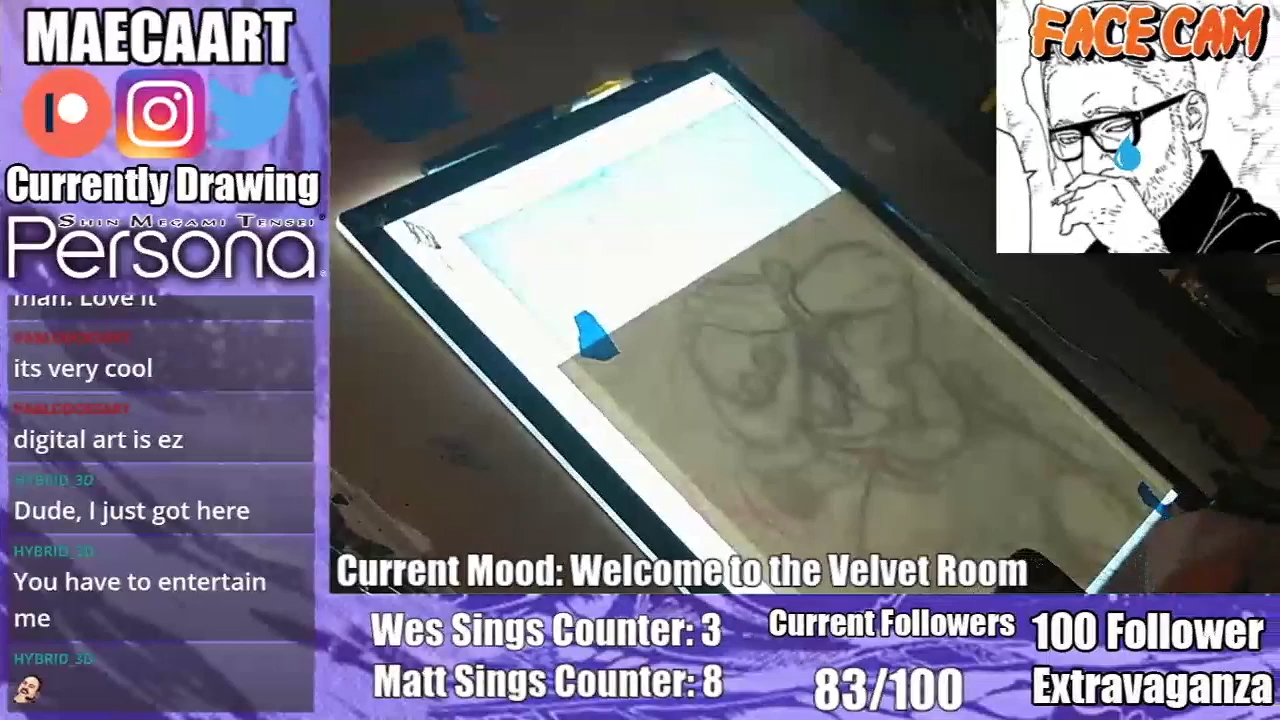 MAECAART
Currently Drawing
SHIN MEGAMI TENSEI
Persona
man. Love it
its very cool
digital art is ez
HYBRID_3D
Dude, I just got here
HYBRID_3D
You have to entertain
me
HYBRID_3D
FACE CAM
Current Mood: Welcome to the Velvet Room
Wes Sings Counter: 3
Matt Sings Counter: 8
Current Followers
83/100
100 Follower
Extravaganza